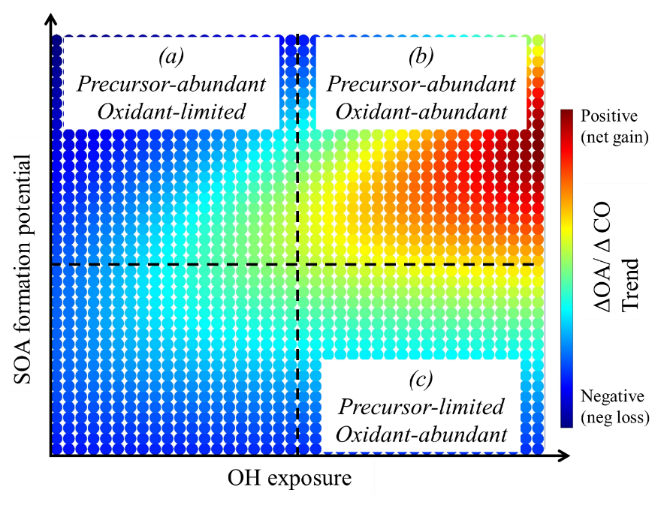 (a)
Precursor-abundant
Oxidant-limited
(b)
Precursor-abundant
Oxidant-abundant
(c)
Precursor-limited
Oxidant-abundant
SOA formation potential
OH exposure
Positive
(net gain)
ΔOA/ Δ CO
Trend
Negative
(neg loss)